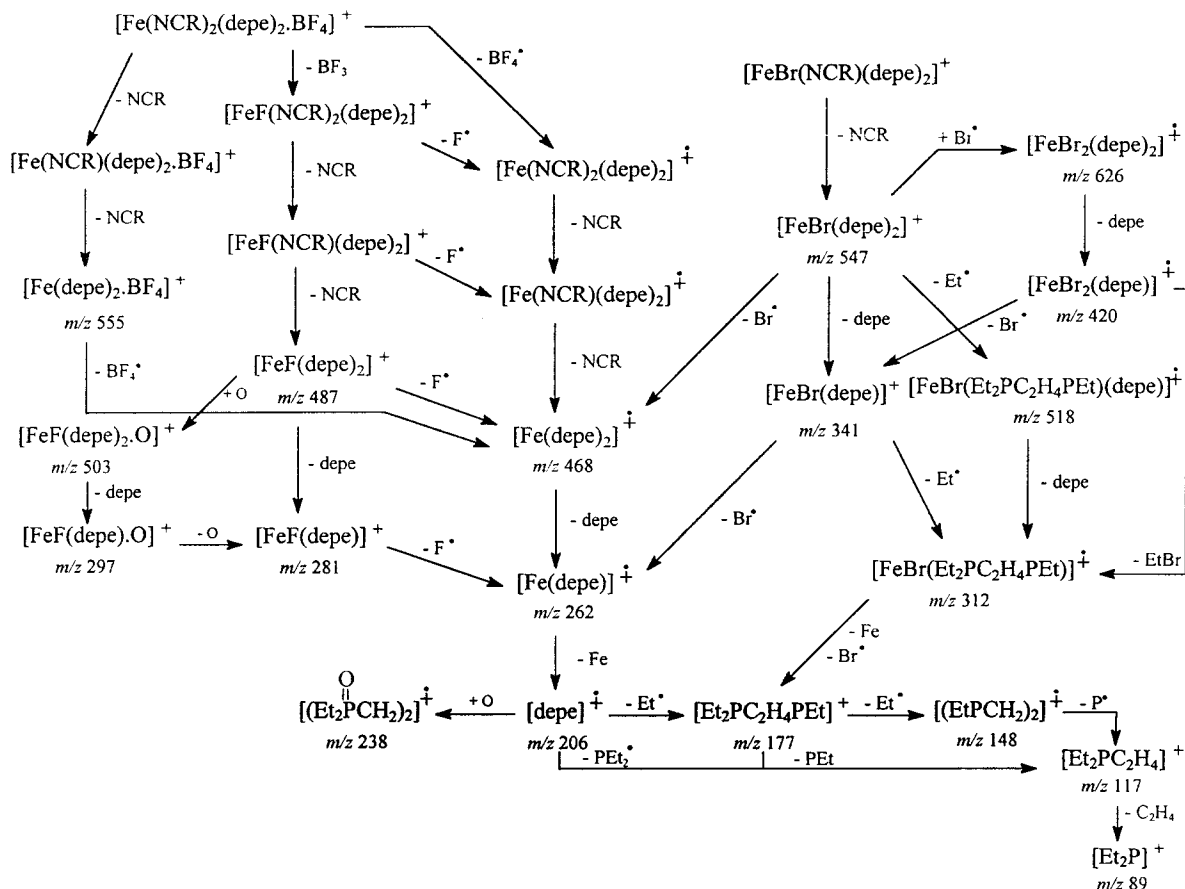 [Fe(NCR)₂(depe)₂.BF₄]⁺
- BF₄•
- BF₃
- NCR
[FeBr(NCR)(depe)₂]⁺
[FeF(NCR)₂(depe)₂]⁺
- F•
- NCR
+ Br•
[Fe(NCR)(depe)₂.BF₄]⁺
[Fe(NCR)₂(depe)₂]•⁺
[FeBr₂(depe)₂]•⁺
m/z 626
- NCR
- NCR
- NCR
[FeBr(depe)₂]⁺
m/z 547
- depe
[FeF(NCR)(depe)₂]⁺
- F•
[Fe(depe)₂.BF₄]⁺
m/z 555
- NCR
[Fe(NCR)(depe)₂]•⁺
- Et•
[FeBr₂(depe)]•⁺
m/z 420
- Br•
- depe
- Br•
- BF₄•
[FeF(depe)₂]⁺
m/z 487
- F•
- NCR
+ O
[FeBr(depe)]⁺
m/z 341
[FeBr(Et₂PC₂H₄PEt)(depe)]•⁺
m/z 518
[FeF(depe)₂.O]⁺
m/z 503
[Fe(depe)₂]•⁺
m/z 468
- depe
- depe
- Et•
- depe
- depe
- Br•
[FeF(depe).O]⁺
m/z 297
- O
[FeF(depe)]⁺
m/z 281
- F•
[Fe(depe)]•⁺
m/z 262
[FeBr(Et₂PC₂H₄PEt)]•⁺
m/z 312
- EtBr
- Fe
- Fe
- Br•
O
[(Et₂PCH₂)₂]•⁺
m/z 238
+ O
[depe]•⁺
m/z 206
- Et•
[Et₂PC₂H₄PEt]⁺
m/z 177
- Et•
[(EtPCH₂)₂]•⁺
m/z 148
- P•
- PEt₂•
- PEt
[Et₂PC₂H₄]⁺
m/z 117
- C₂H₄
[Et₂P]⁺
m/z 89